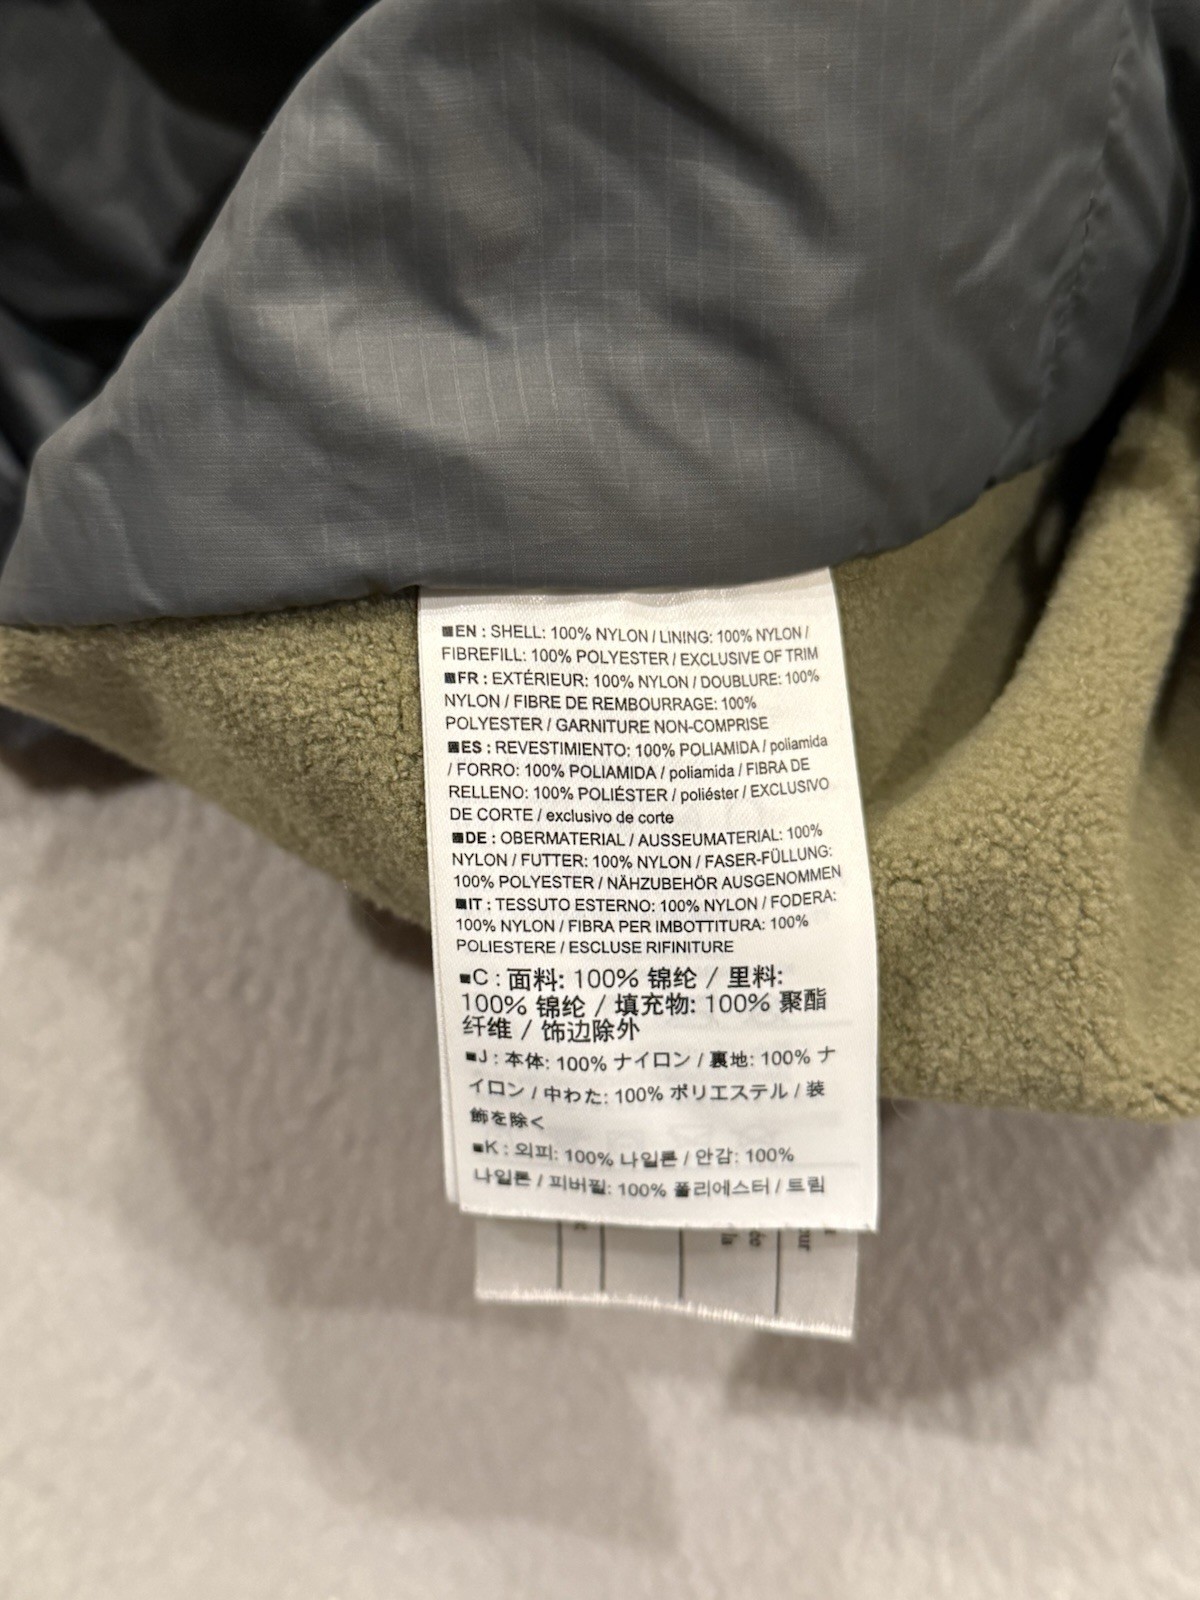 EN : SHELL: 100% NYLON / LINING: 100% NYLON /
FIBREFILL: 100% POLYESTER / EXCLUSIVE OF TRIM
FR : EXTÉRIEUR: 100% NYLON / DOUBLURE: 100%
NYLON / FIBRE DE REMBOURRAGE: 100%
POLYESTER / GARNITURE NON-COMPRISE
ES : REVESTIMIENTO: 100% POLIAMIDA / poliamida
/ FORRO: 100% POLIAMIDA / poliamida / FIBRA DE
RELLENO: 100% POLIÉSTER / poliéster / EXCLUSIVO
DE CORTE / exclusivo de corte
DE : OBERMATERIAL / AUSSEUMATERIAL: 100%
NYLON / FUTTER: 100% NYLON / FASER-FÜLLUNG:
100% POLYESTER / NÄHZUBEHÖR AUSGENOMMEN
IT : TESSUTO ESTERNO: 100% NYLON / FODERA:
100% NYLON / FIBRA PER IMBOTTITURA: 100%
POLIESTERE / ESCLUSE RIFINITURE
C : 面料: 100% 锦纶 / 里料:
100% 锦纶 / 填充物: 100% 聚酯
纤维 / 饰边除外
J : 本体: 100% ナイロン / 裏地: 100% ナ
イロン / 中わた: 100% ポリエステル / 装
飾を除く
K : 외피: 100% 나일론 / 안감: 100%
나일론 / 피버필: 100% 폴리에스터 / 트림
la